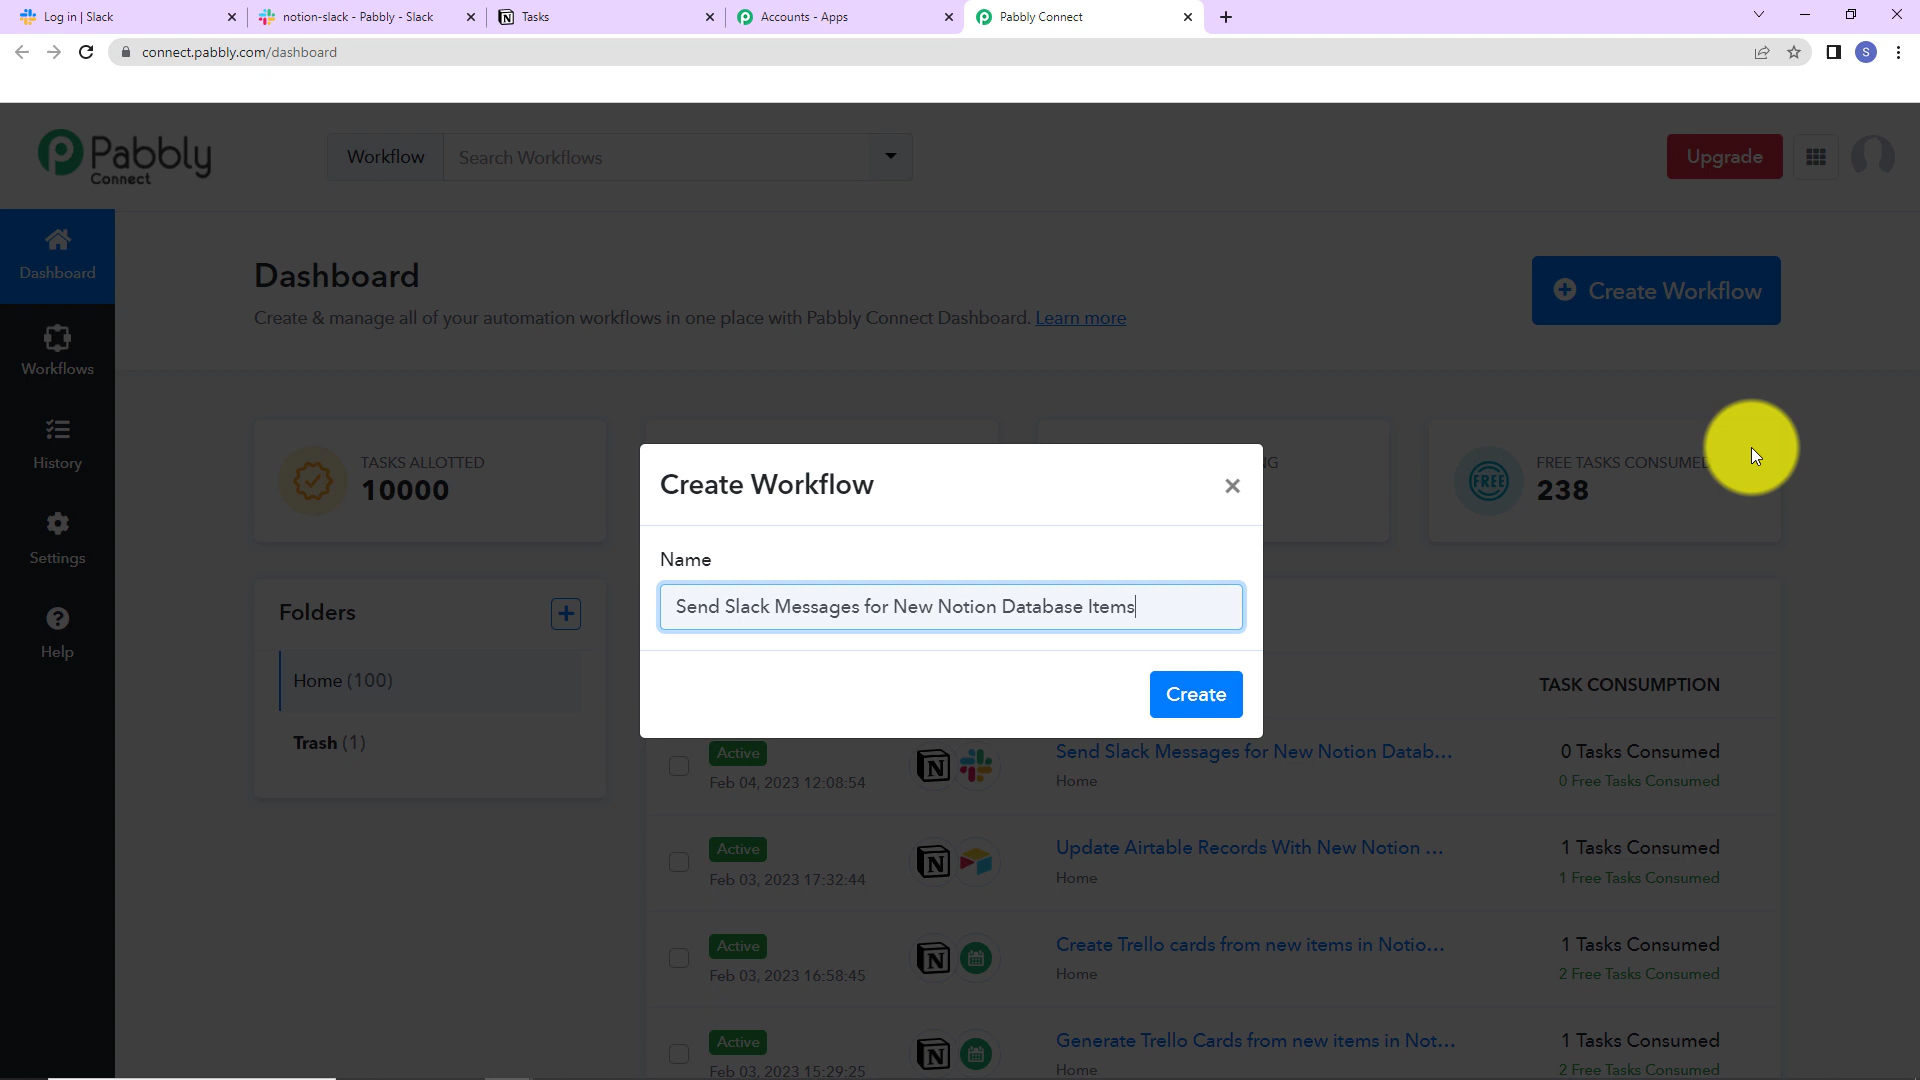 Log in | Slack
notion-slack - Pabbly - Slack
Tasks
Accounts - Apps
Pabbly Connect
connect.pabbly.com/dashboard
S
Pabbly
Connect
Workflow
Search Workflows
Upgrade
Dashboard
Workflows
History
Settings
Help
Dashboard
Create & manage all of your automation workflows in one place with Pabbly Connect Dashboard. Learn more
Create Workflow
TASKS ALLOTTED
10000
FREE
FREE TASKS CONSUMED
238
Folders
Home (100)
Trash (1)
Create Workflow
Name
Send Slack Messages for New Notion Database Items
Create
TASK CONSUMPTION
Active
Feb 04, 2023 12:08:54
Send Slack Messages for New Notion Datab...
Home
0 Tasks Consumed
0 Free Tasks Consumed
Active
Feb 03, 2023 17:32:44
Update Airtable Records With New Notion ...
Home
1 Tasks Consumed
1 Free Tasks Consumed
Active
Feb 03, 2023 16:58:45
Create Trello cards from new items in Notio...
Home
1 Tasks Consumed
2 Free Tasks Consumed
Active
Feb 03, 2023 15:29:25
Generate Trello Cards from new items in Not...
Home
1 Tasks Consumed
2 Free Tasks Consumed